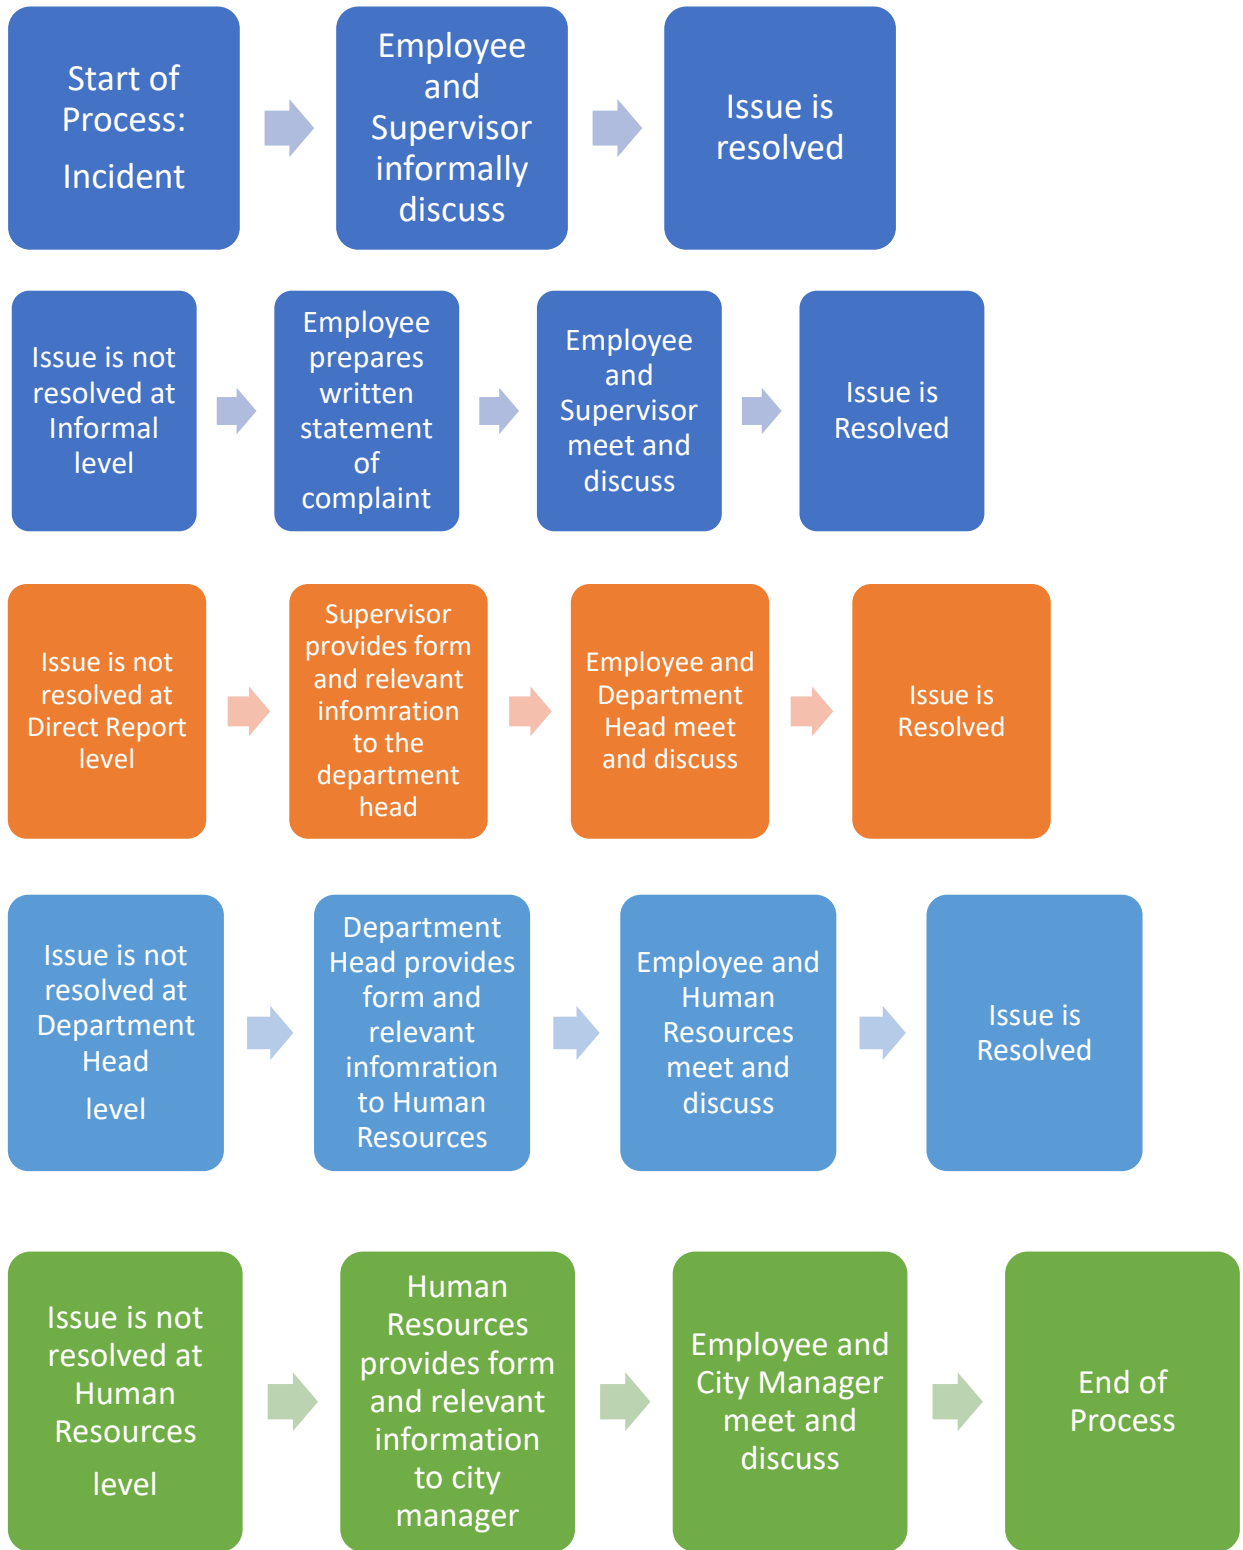 Start of
Process:
Incident
Employee
and
Supervisor
informally
discuss
Issue is
resolved
Issue is not
resolved at
Informal
level
Employee
prepares
written
statement
of
complaint
Employee
and
Supervisor
meet and
discuss
Issue is
Resolved
Issue is not
resolved at
Direct Report
level
Supervisor
provides form
and relevant
infomration
to the
department
head
Employee and
Department
Head meet
and discuss
Issue is
Resolved
Issue is not
resolved at
Department
Head
level
Department
Head provides
form and
relevant
infomration
to Human
Resources
Employee and
Human
Resources
meet and
discuss
Issue is
Resolved
Issue is not
resolved at
Human
Resources
level
Human
Resources
provides form
and relevant
information
to city
manager
Employee and
City Manager
meet and
discuss
End of
Process